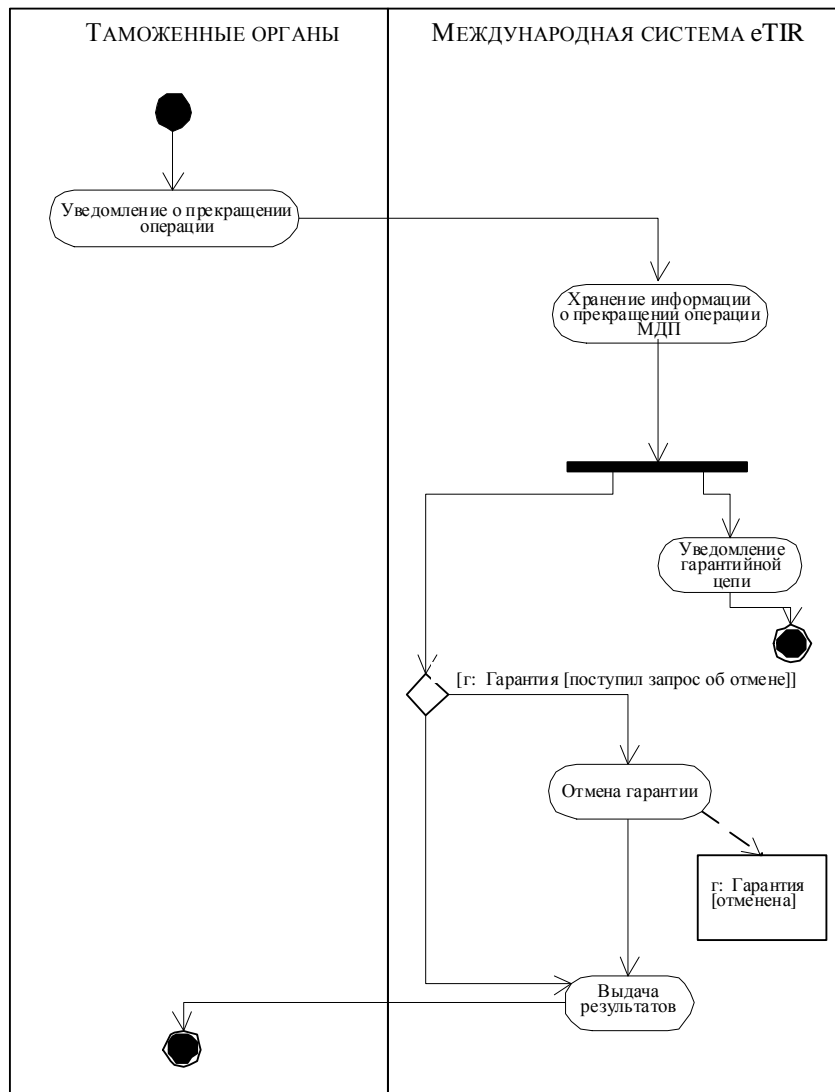 ТАМОЖЕННЫЕ ОРГАНЫ
МЕЖДУНАРОДНАЯ СИСТЕМА eTIR
Уведомление о прекращении
операции
Хранение информации
о прекращении операции
МДП
Уведомление
гарантийной
цепи
[г: Гарантия [поступил запрос об отмене]]
Отмена гарантии
г: Гарантия
[отменена]
Выдача
результатов